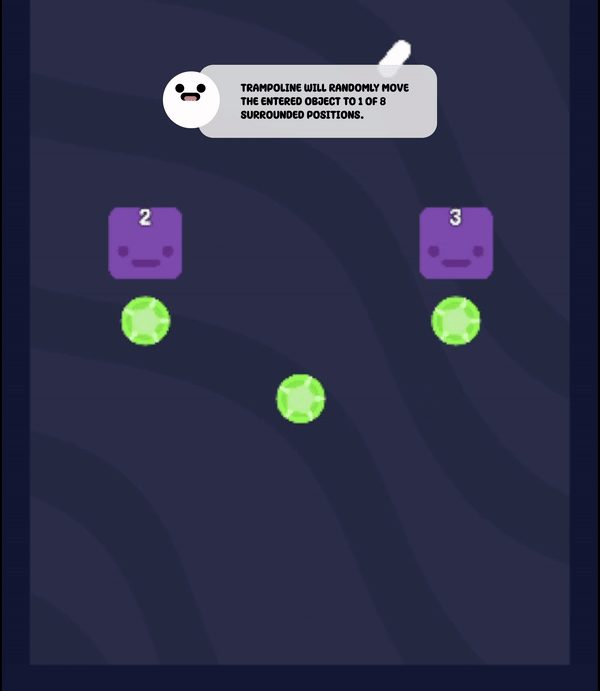 TRAMPOLINE WILL RANDOMLY MOVE
THE ENTERED OBJECT TO 1 OF 8
SURROUNDED POSITIONS.
2
3